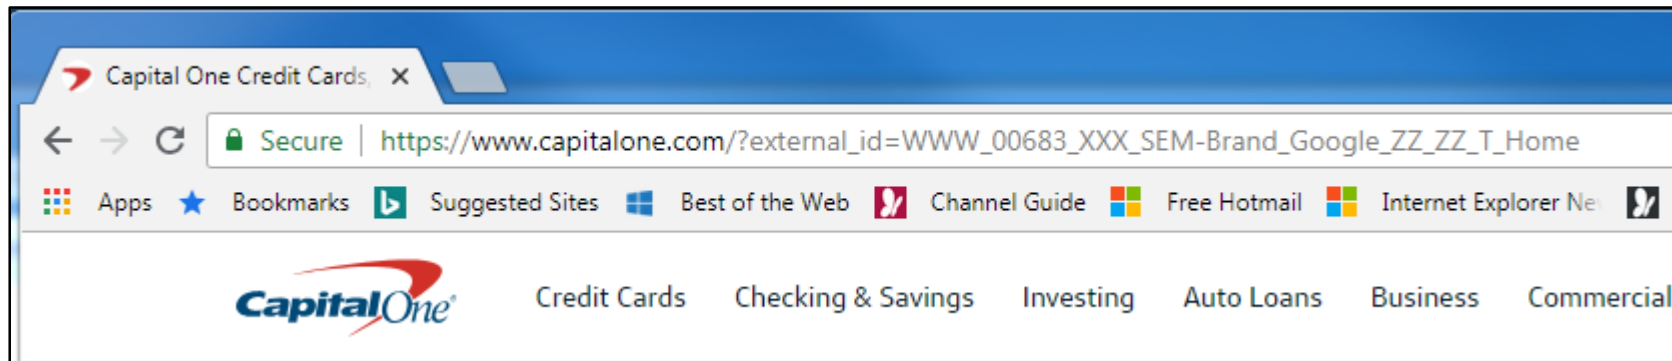 Capital One Credit Cards,
Secure https://www.capitalone.com/?external_id=WWW_00683_XXX_SEM-Brand_Google_ZZ_ZZ_T_Home
Apps Bookmarks Suggested Sites Best of the Web Channel Guide Free Hotmail Internet Explorer Ne
CapitalOne® Credit Cards Checking & Savings Investing Auto Loans Business Commercial